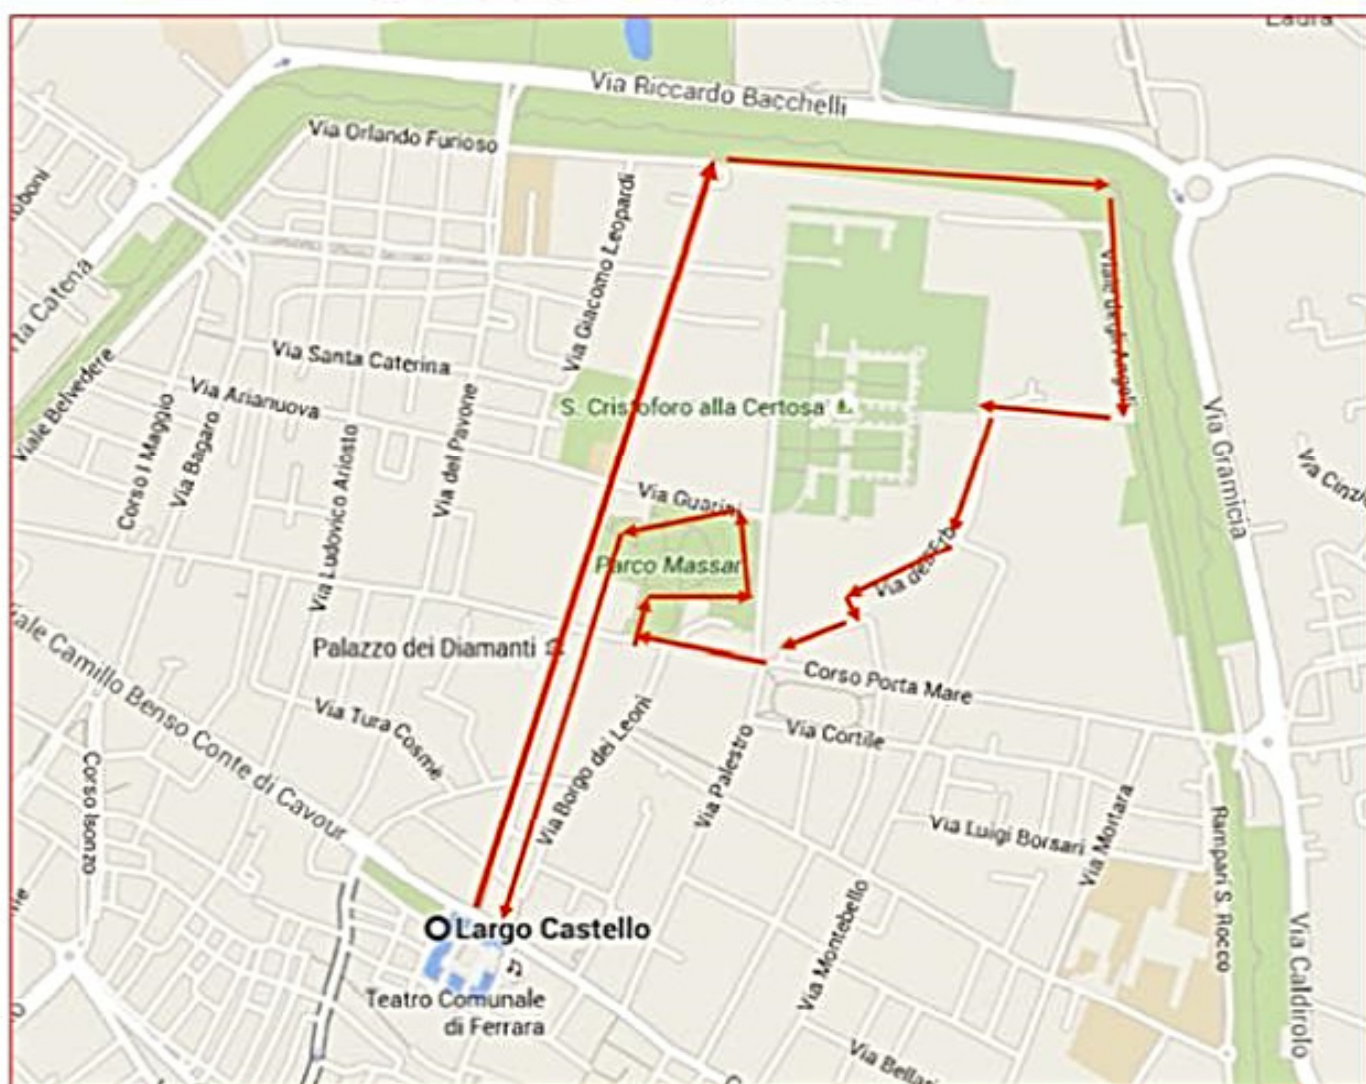 Laura
Via Riccardo Bacchelli
Via Orlando Furioso
Via Giacomo Leopardi
Viale degli Angeli
Via Santa Caterina
Via Arianuova
Viale Belvedere
Corso I Maggio
Via Bagaro
Via Ludovico Ariosto
Via del Pavone
S. Cristoforo alla Certosa
Via Gramicia
Via Guarini
Parco Massari
Palazzo dei Diamanti
Corso Porta Mare
Via Cortile
Via Tura Cosmè
Viale Camillo Benso Conte di Cavour
Corso Isonzo
Via Borgo dei Leoni
Via Palestro
Via Luigi Borsari
Via Mortara
Rampari S. Rocco
Via Montebello
Via Caldirolo
Largo Castello
Teatro Comunale
di Ferrara